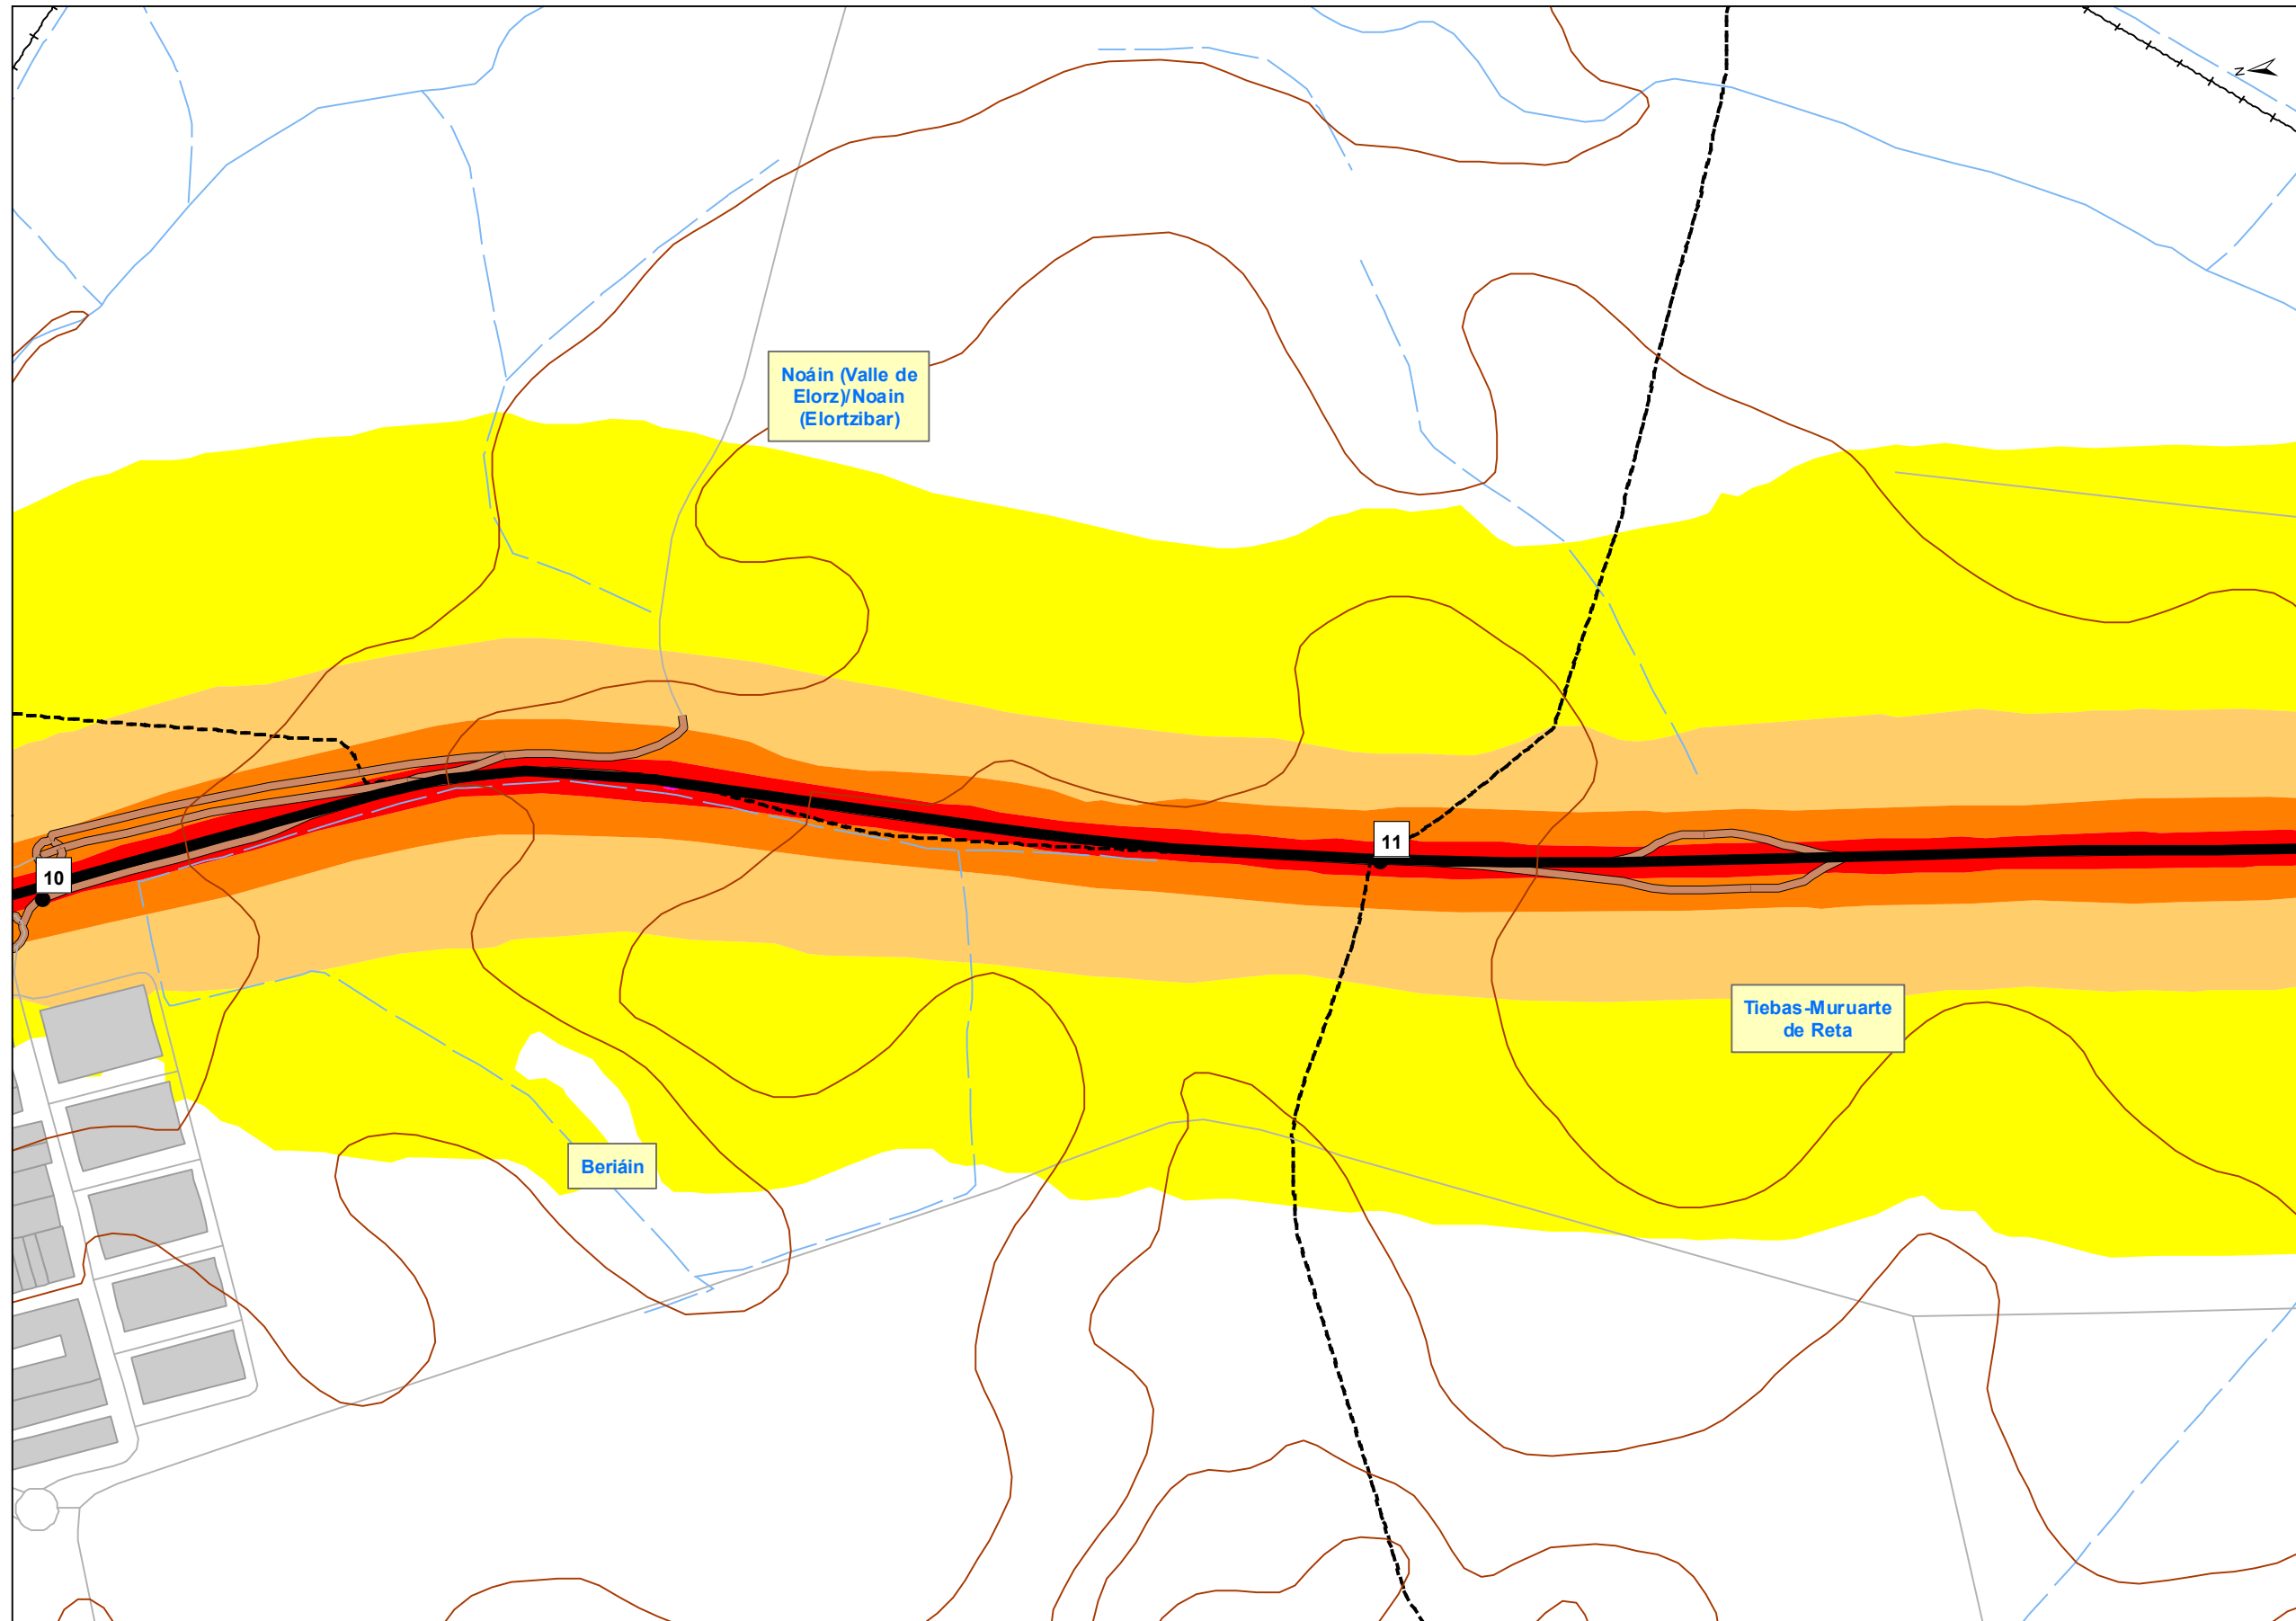 N
Noáin (Valle de
Elorz)/Noain
(Elortzibar)
11
10
Tiebas-Muruarte
de Reta
Beriáin